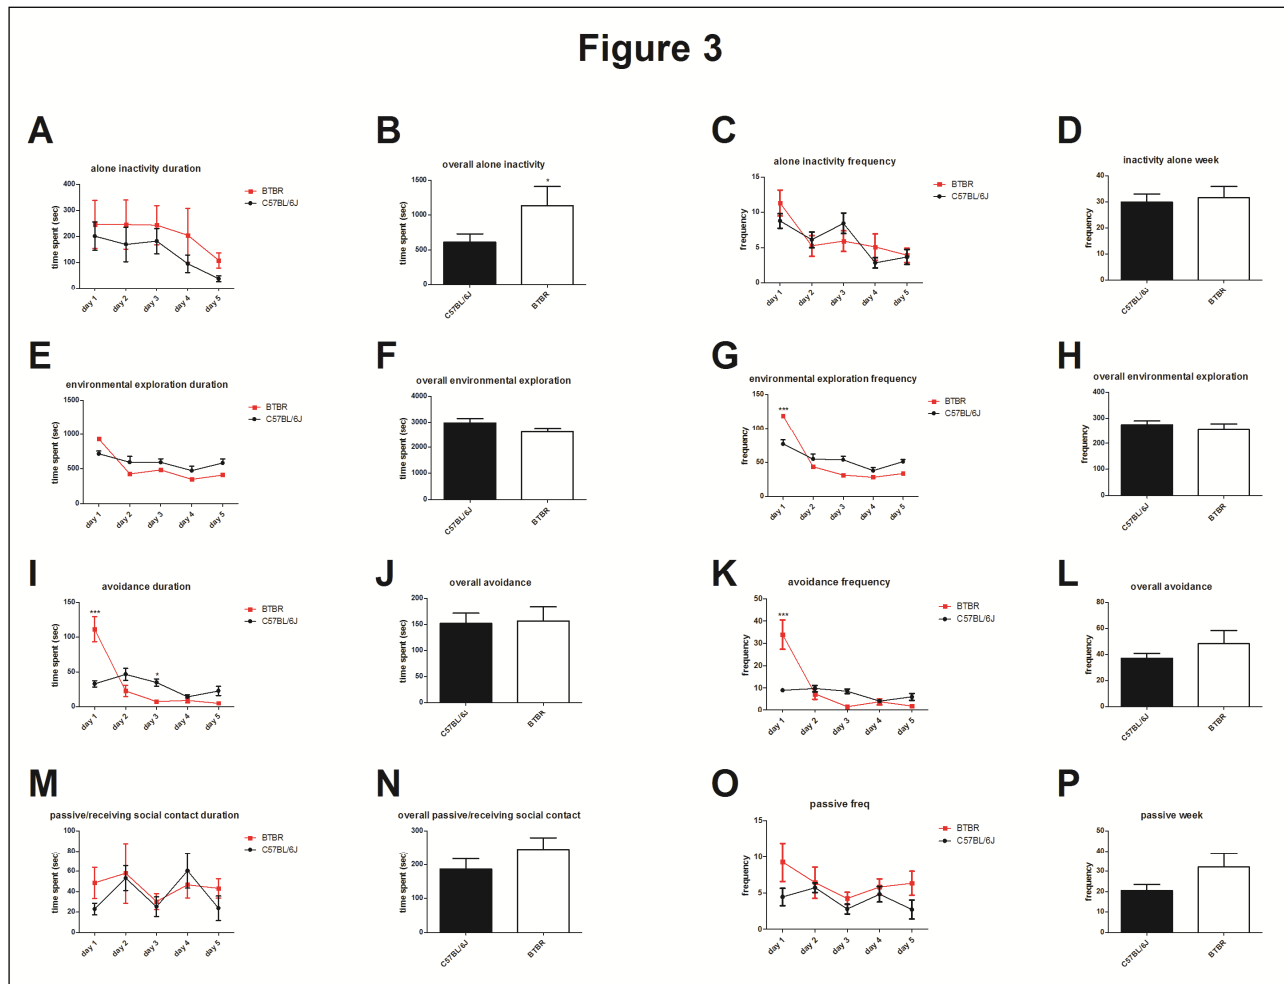 Figure 3
A
alone inactivity duration
time spent (sec)
400
300
200
100
0
day 1
day 2
day 3
day 4
day 5
BTBR
C57BL/6J
B
overall alone inactivity
time spent (sec)
1500
1000
500
0
*
C57BL/6J
BTBR
C
alone inactivity frequency
frequency
15
10
5
0
day 1
day 2
day 3
day 4
day 5
BTBR
C57BL/6J
D
inactivity alone week
frequency
40
30
20
10
0
C57BL/6J
BTBR
E
environmental exploration duration
time spent (sec)
1500
1000
500
0
day 1
day 2
day 3
day 4
day 5
BTBR
C57BL/6J
F
overall environmental exploration
time spent (sec)
4000
3000
2000
1000
0
C57BL/6J
BTBR
G
environmental exploration frequency
frequency
150
100
50
0
***
day 1
day 2
day 3
day 4
day 5
BTBR
C57BL/6J
H
overall environmental exploration
frequency
400
300
200
100
0
C57BL/6J
BTBR
I
avoidance duration
time spent (sec)
150
100
50
0
***
*
day 1
day 2
day 3
day 4
day 5
BTBR
C57BL/6J
J
overall avoidance
time spent (sec)
200
150
100
50
0
C57BL/6J
BTBR
K
avoidance frequency
frequency
50
40
30
20
10
0
***
day 1
day 2
day 3
day 4
day 5
BTBR
C57BL/6J
L
overall avoidance
frequency
80
60
40
20
0
C57BL/6J
BTBR
M
passive/receiving social contact duration
time spent (sec)
100
80
60
40
20
0
day 1
day 2
day 3
day 4
day 5
BTBR
C57BL/6J
N
overall passive/receiving social contact
time spent (sec)
300
200
100
0
C57BL/6J
BTBR
O
passive freq
frequency
15
10
5
0
day 1
day 2
day 3
day 4
day 5
BTBR
C57BL/6J
P
passive week
frequency
50
40
30
20
10
0
C57BL/6J
BTBR